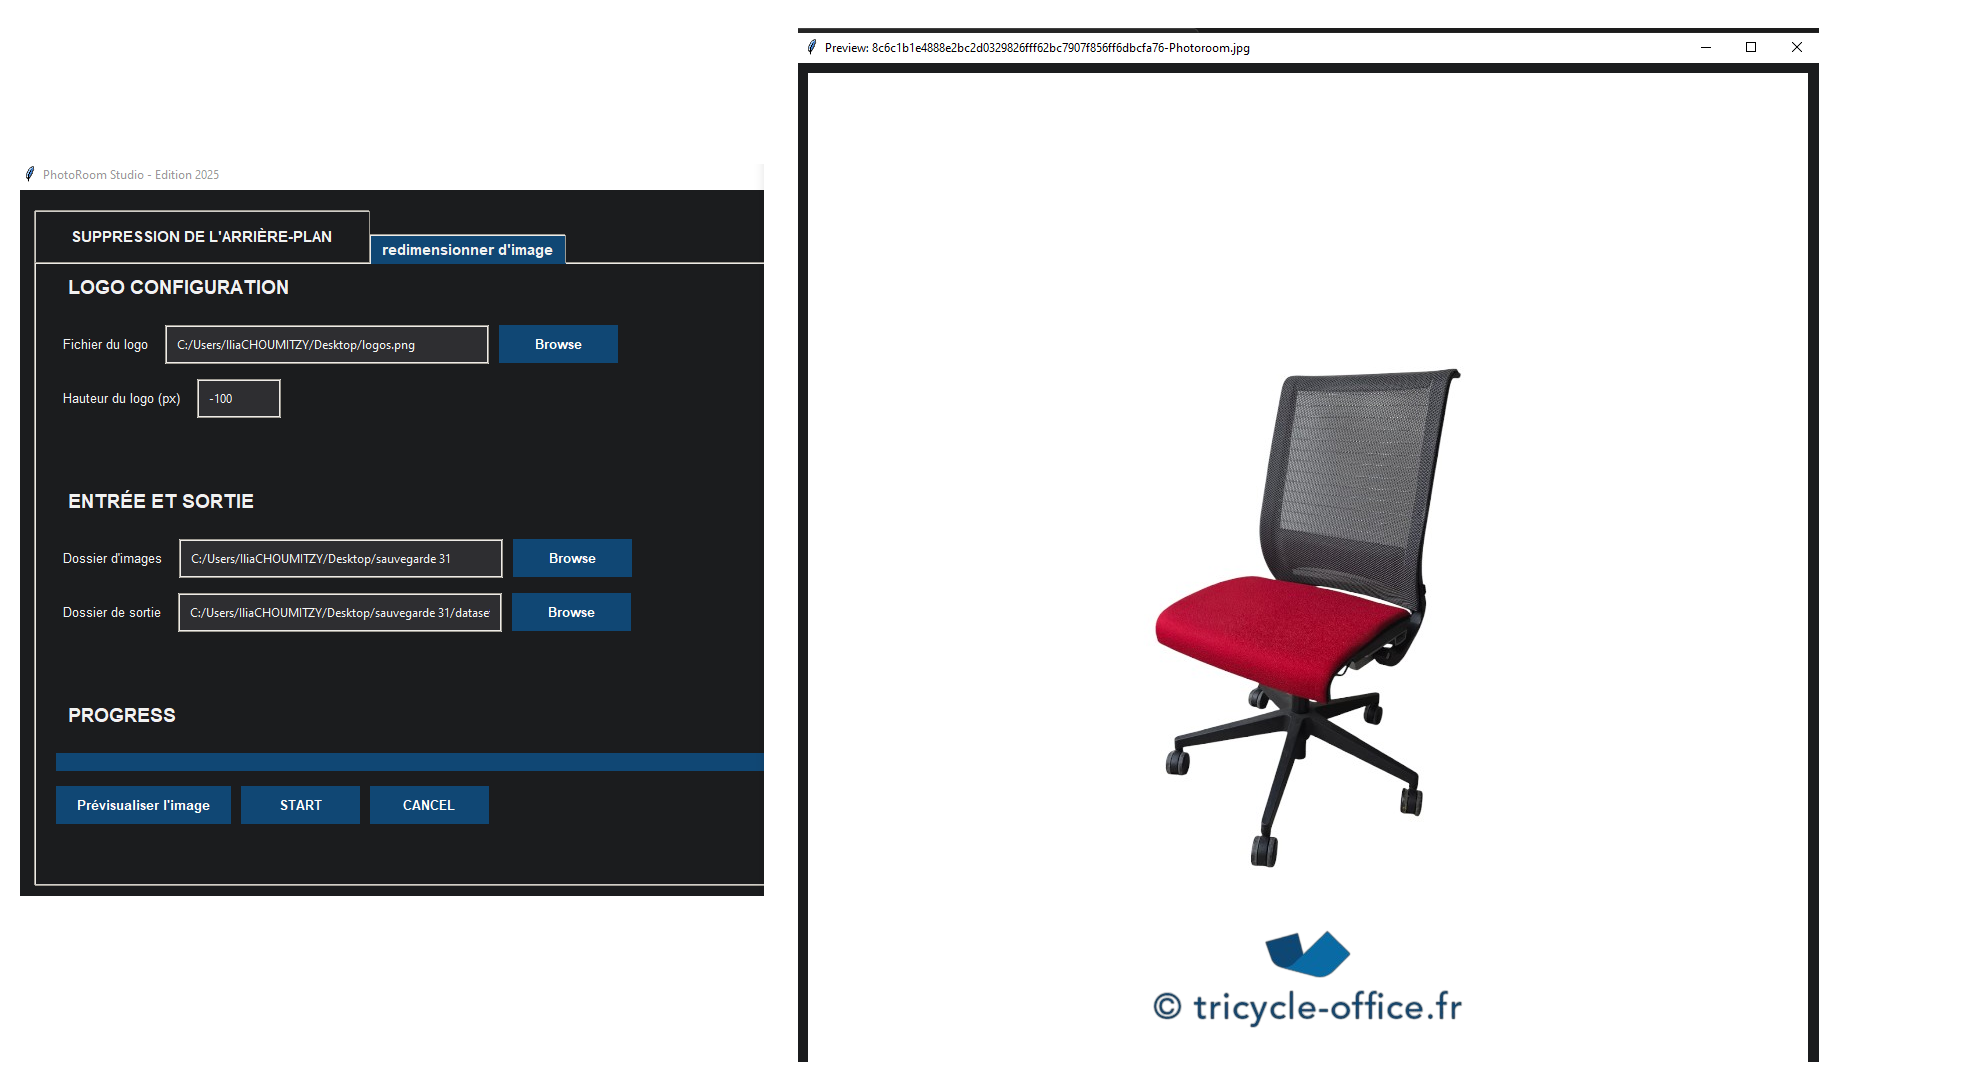 PhotoRoom Studio - Edition 2025
SUPPRESSION DE L'ARRIÈRE-PLAN
redimensionner d'image
LOGO CONFIGURATION
Fichier du logo C:/Users/IliaCHOUMITZY/Desktop/logos.png Browse
Hauteur du logo (px) -100
ENTRÉE ET SORTIE
Dossier d'images C:/Users/IliaCHOUMITZY/Desktop/sauvegarde 31 Browse
Dossier de sortie C:/Users/IliaCHOUMITZY/Desktop/sauvegarde 31/datase Browse
PROGRESS
Prévisualiser l'image START CANCEL
Preview: 8c6c1b1e4888e2bc2d0329826fff62bc7907f856ff6dbcfa76-Photoroom.jpg
© tricycle-office.fr